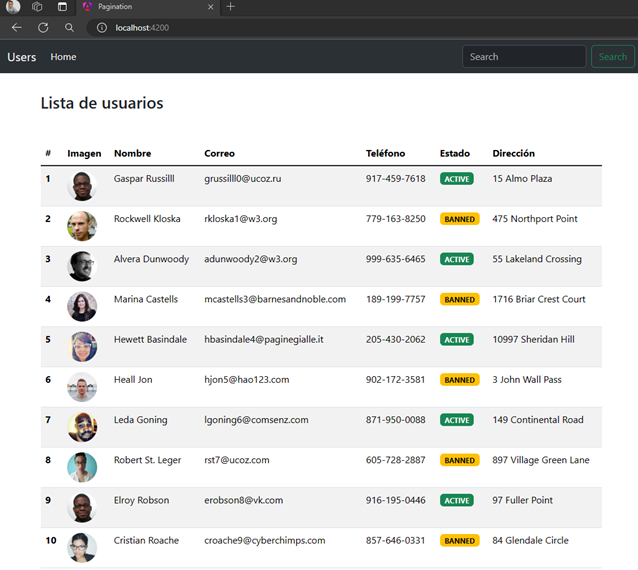 Pagination
localhost:4200
Users Home Search Search
Lista de usuarios
# Imagen Nombre Correo Teléfono Estado Dirección
1 Gaspar Russilll grussilll0@ucoz.ru 917-459-7618 ACTIVE 15 Almo Plaza
2 Rockwell Kloska rkloska1@w3.org 779-163-8250 BANNED 475 Northport Point
3 Alvera Dunwoody adunwoody2@w3.org 999-635-6465 ACTIVE 55 Lakeland Crossing
4 Marina Castells mcastells3@barnesandnoble.com 189-199-7757 BANNED 1716 Briar Crest Court
5 Hewett Basindale hbasindale4@paginegialle.it 205-430-2062 ACTIVE 10997 Sheridan Hill
6 Heall Jon hjon5@hao123.com 902-172-3581 BANNED 3 John Wall Pass
7 Leda Goning lgoning6@comsenz.com 871-950-0088 ACTIVE 149 Continental Road
8 Robert St. Leger rst7@ucoz.com 605-728-2887 BANNED 897 Village Green Lane
9 Elroy Robson erobson8@vk.com 916-195-0446 ACTIVE 97 Fuller Point
10 Cristian Roache croache9@cyberchimps.com 857-646-0331 BANNED 84 Glendale Circle